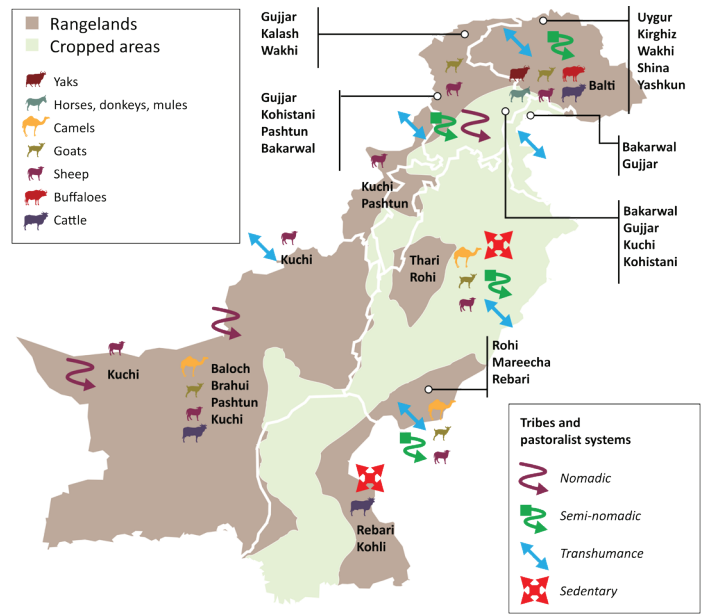 Rangelands
Cropped areas
Yaks
Horses, donkeys, mules
Camels
Goats
Sheep
Buffaloes
Cattle
Gujjar
Kalash
Wakhi
Uygur
Kirghiz
Wakhi
Shina
Yashkun
Balti
Gujjar
Kohistani
Pashtun
Bakarwal
Bakarwal
Gujjar
Kuchi
Pashtun
Bakarwal
Gujjar
Kuchi
Kohistani
Kuchi
Thari
Rohi
Kuchi
Baloch
Brahui
Pashtun
Kuchi
Rohi
Mareecha
Rebari
Rebari
Kohli
Tribes and
pastoralist systems
Nomadic
Semi-nomadic
Transhumance
Sedentary